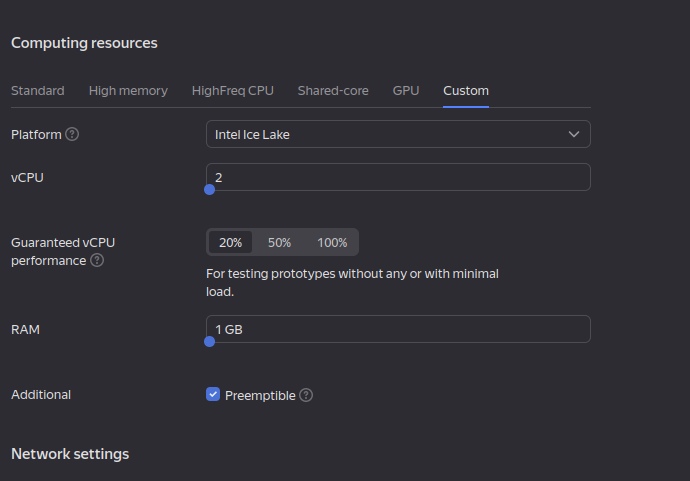 Computing resources
Standard High memory HighFreq CPU Shared-core GPU Custom
Platform ? Intel Ice Lake
vCPU 2
Guaranteed vCPU
performance ?
20% 50% 100%
For testing prototypes without any or with minimal
load.
RAM 1 GB
Additional Preemptible ?
Network settings